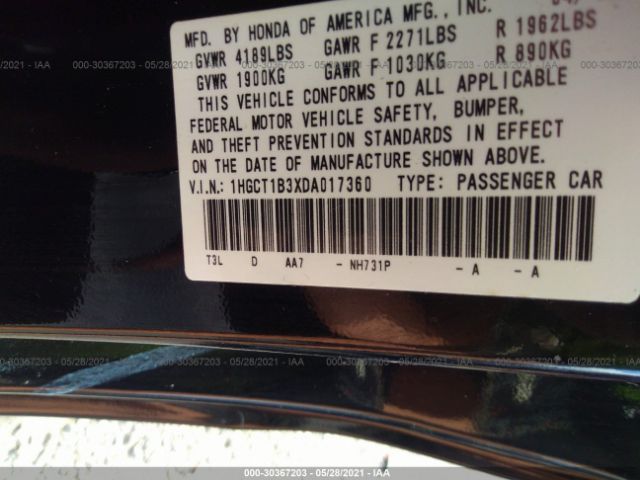 MFD. BY HONDA OF AMERICA MFG., INC.
GVWR 4189LBS GAWR F 2271LBS R 1962LBS
GVWR 1900KG GAWR F 1030KG R 890KG
THIS VEHICLE CONFORMS TO ALL APPLICABLE
FEDERAL MOTOR VEHICLE SAFETY, BUMPER,
AND THEFT PREVENTION STANDARDS IN EFFECT
ON THE DATE OF MANUFACTURE SHOWN ABOVE.
V.I.N.: 1HGCT1B3XDA017360 TYPE: PASSENGER CAR
T3L D AA7 - NH731P - A - A
000-30367203 - 05/28/2021 - IAA